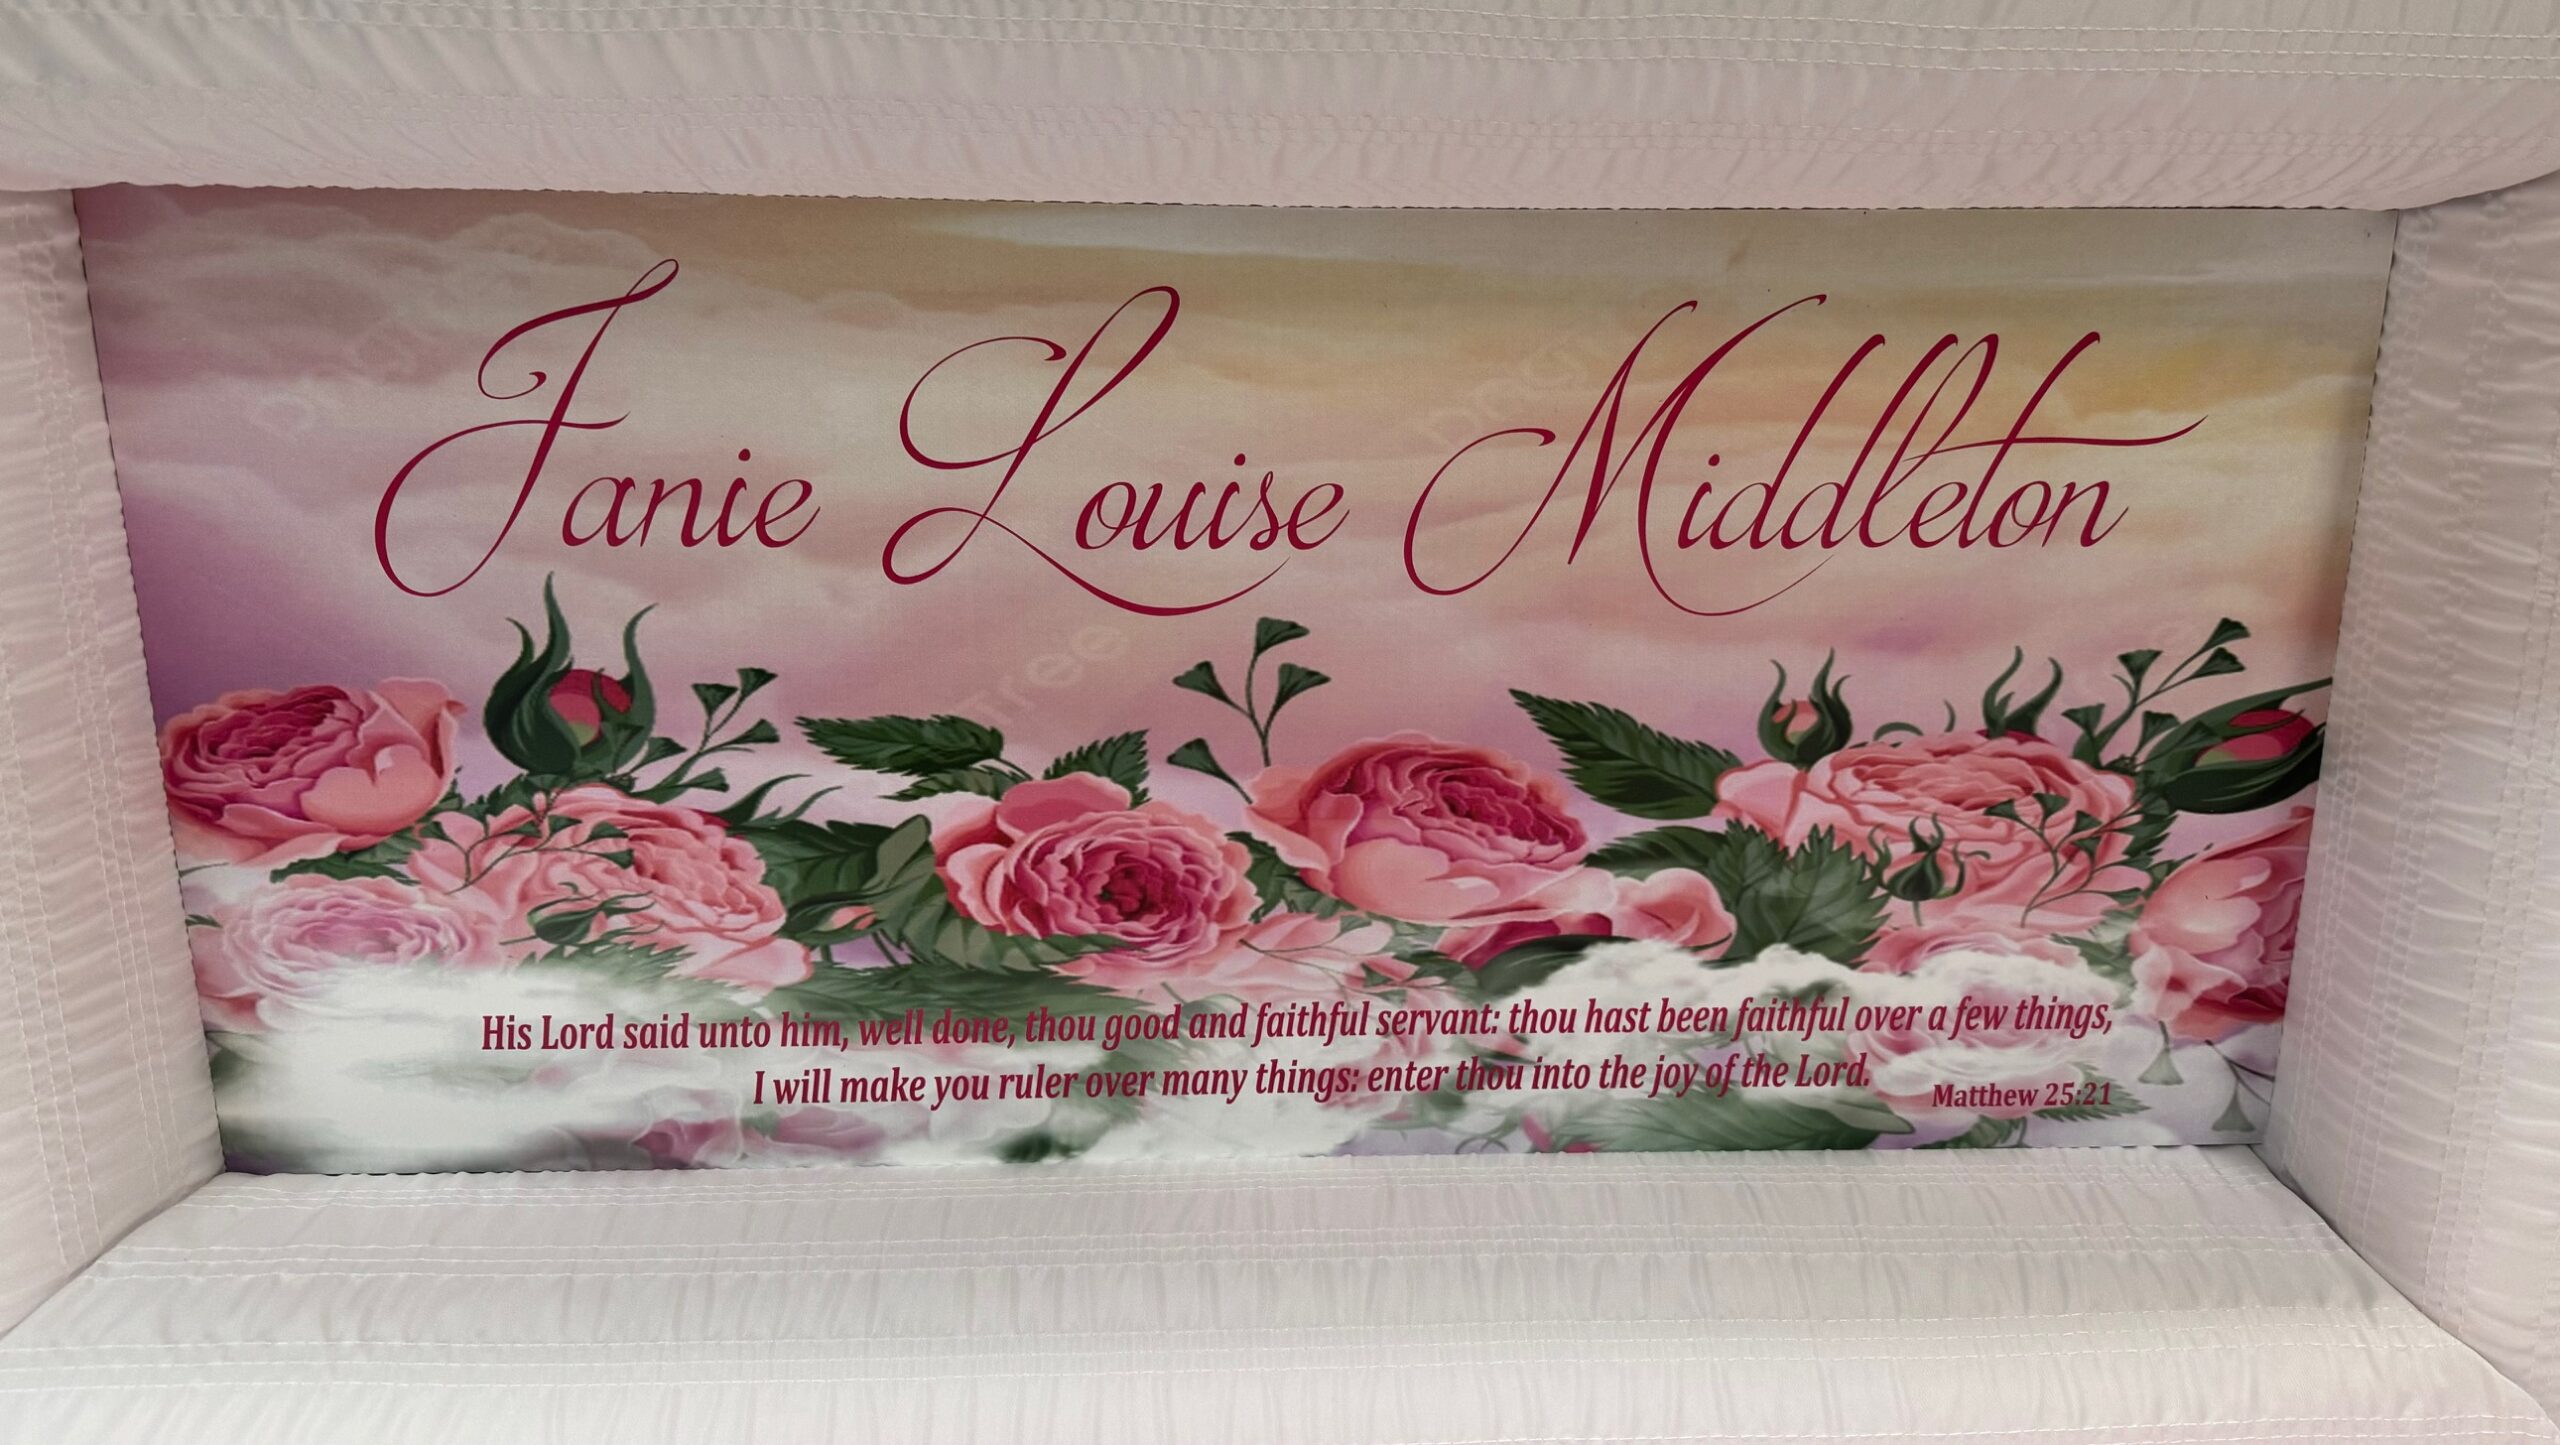 Janie Louise Middleton
Tree
His Lord said unto him, well done, thou good and faithful servant: thou hast been faithful over a few things,
I will make you ruler over many things: enter thou into the joy of the Lord.
Matthew 25:21